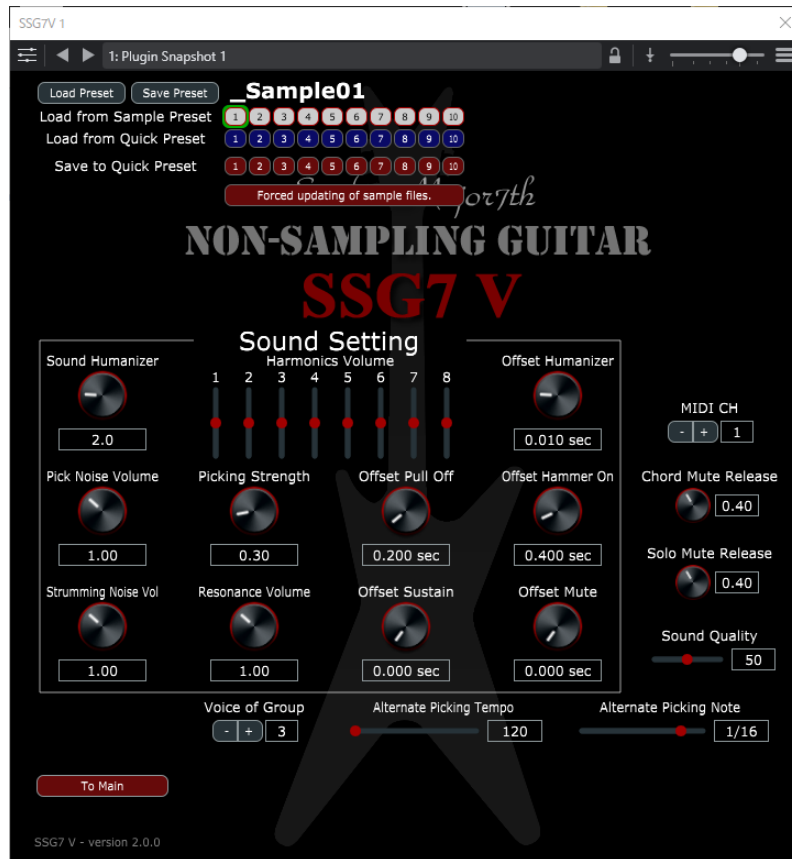 SSG7V 1
1: Plugin Snapshot 1
Load Preset Save Preset _Sample01
Load from Sample Preset 1 2 3 4 5 6 7 8 9 10
Load from Quick Preset 1 2 3 4 5 6 7 8 9 10
Save to Quick Preset 1 2 3 4 5 6 7 8 9 10
Forced updating of sample files.
Major7th
NON-SAMPLING GUITAR
SSG7 V
Sound Setting
Sound Humanizer Harmonics Volume Offset Humanizer
1 2 3 4 5 6 7 8
MIDI CH
2.0 0.010 sec - + 1
Pick Noise Volume Picking Strength Offset Pull Off Offset Hammer On Chord Mute Release
0.40
1.00 0.30 0.200 sec 0.400 sec
Solo Mute Release
0.40
Strumming Noise Vol Resonance Volume Offset Sustain Offset Mute
Sound Quality
50
1.00 1.00 0.000 sec 0.000 sec
Voice of Group Alternate Picking Tempo Alternate Picking Note
- + 3 120 1/16
To Main
SSG7 V - version 2.0.0